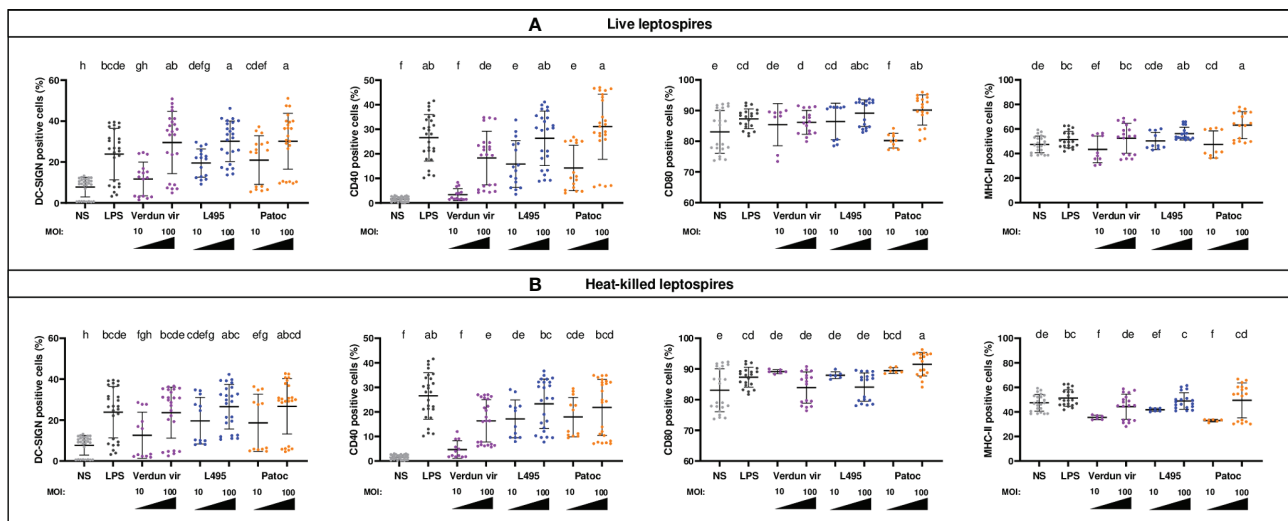 A
Live leptospires
DC-SIGN positive cells (%)
60
40
20
0
h bcde gh ab defg a cdef a
NS LPS Verdun vir L495 Patoc
MOI: 10 100 10 100 10 100
CD40 positive cells (%)
50
40
30
20
10
0
f ab f de e ab e a
NS LPS Verdun vir L495 Patoc
MOI: 10 100 10 100 10 100
CD80 positive cells (%)
100
90
80
70
60
e cd de d cd abc f ab
NS LPS Verdun vir L495 Patoc
10 100 10 100 10 100
MHC-II positive cells (%)
100
80
60
40
20
0
de bc ef bc cde ab cd a
NS LPS Verdun vir L495 Patoc
MOI: 10 100 10 100 10 100
B
Heat-killed leptospires
DC-SIGN positive cells (%)
60
40
20
0
h bcde fgh bcde cdefg abc efg abcd
NS LPS Verdun vir L495 Patoc
MOI: 10 100 10 100 10 100
CD40 positive cells (%)
50
40
30
20
10
0
f ab f e de bc cde bcd
NS LPS Verdun vir L495 Patoc
MOI: 10 100 10 100 10 100
CD80 positive cells (%)
100
90
80
70
60
e cd de de de de bcd a
NS LPS Verdun vir L495 Patoc
MOI: 10 100 10 100 10 100
MHC-II positive cells (%)
100
80
60
40
20
0
de bc f de ef c f cd
NS LPS Verdun vir L495 Patoc
MOI: 10 100 10 100 10 100